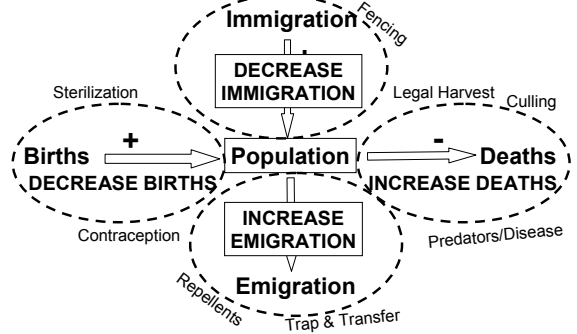 Immigration
Fencing
DECREASE
IMMIGRATION
Sterilization
Legal Harvest
Culling
+
-
Births
Population
Deaths
DECREASE BIRTHS
INCREASE DEATHS
INCREASE
EMIGRATION
Contraception
Predators/Disease
Emigration
Repellents
Trap & Transfer